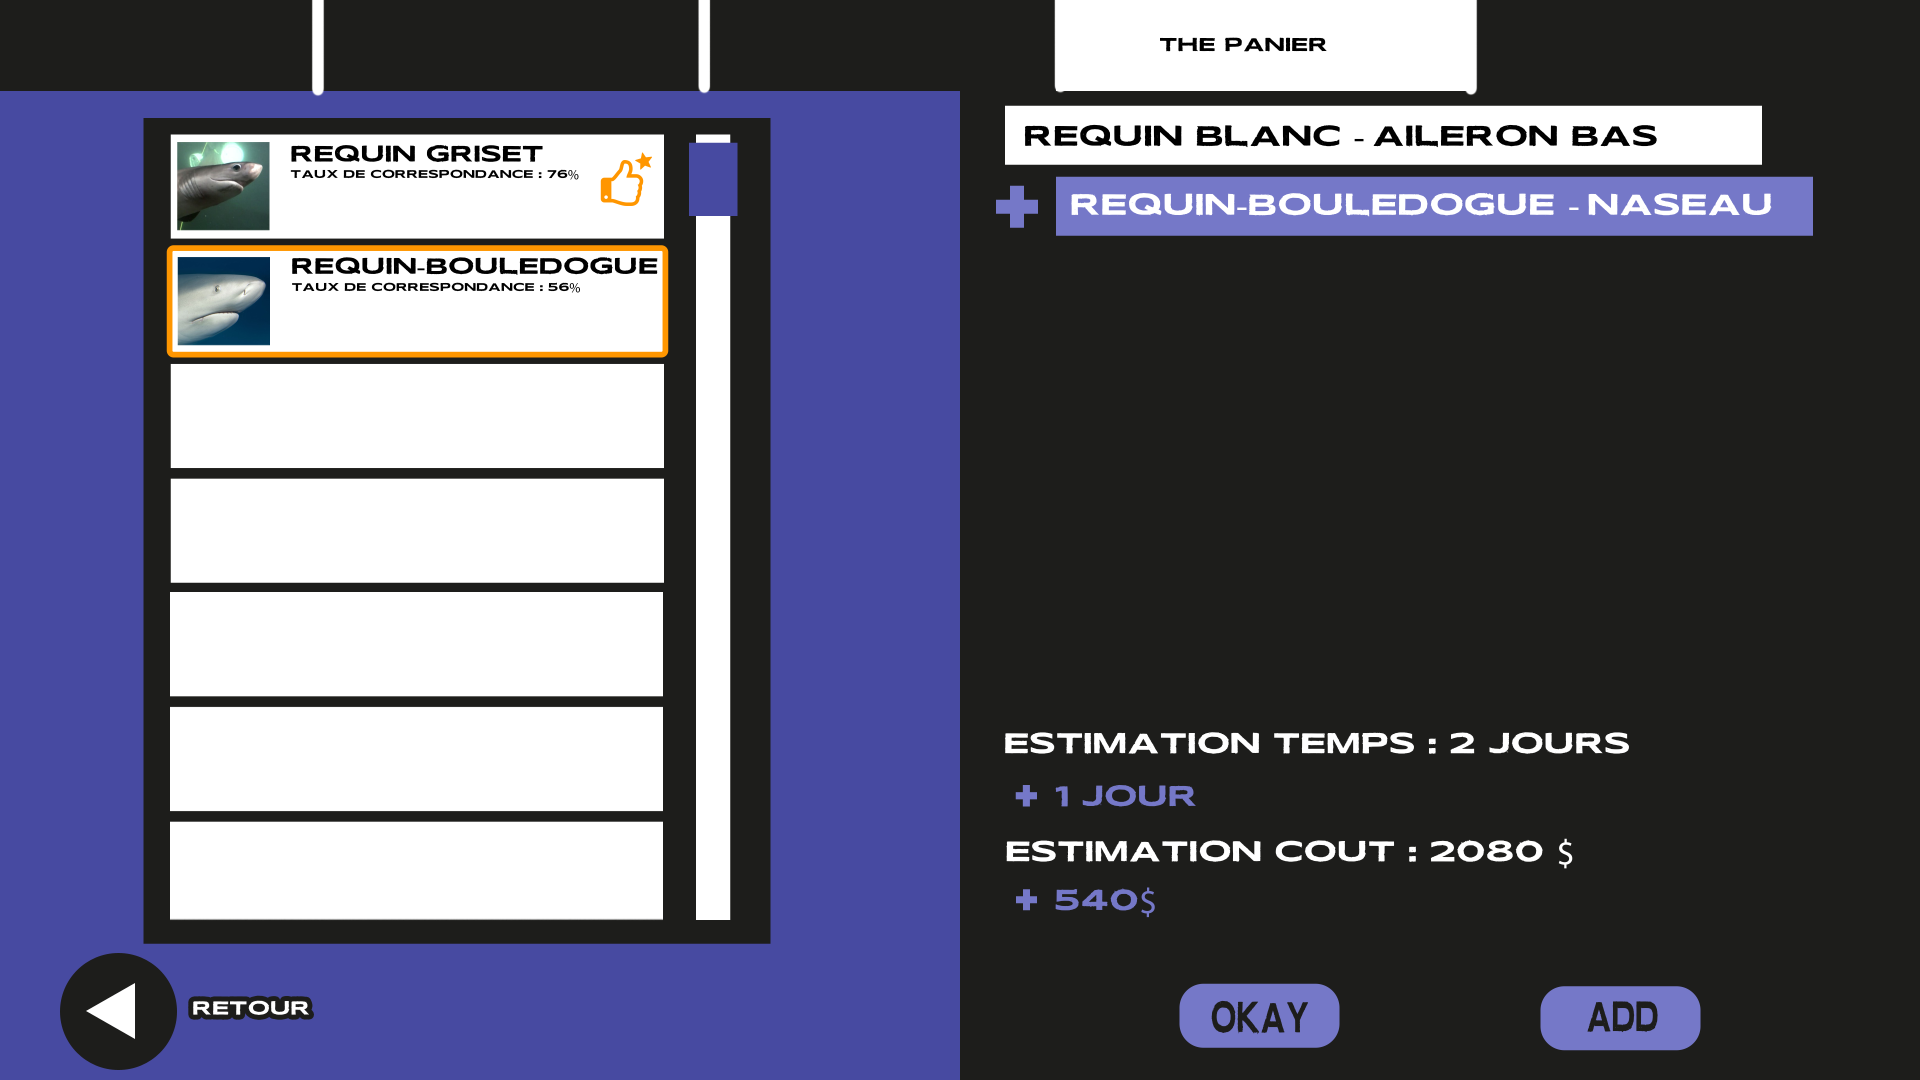 THE PANIER
REQUIN GRISET
TAUX DE CORRESPONDANCE : 76%
REQUIN-BOULEDOGUE
TAUX DE CORRESPONDANCE : 56%
RETOUR
REQUIN BLANC - AILERON BAS
+ REQUIN-BOULEDOGUE - NASEAU
ESTIMATION TEMPS : 2 JOURS
+ 1 JOUR
ESTIMATION COUT : 2080 $
+ 540$
OKAY
ADD